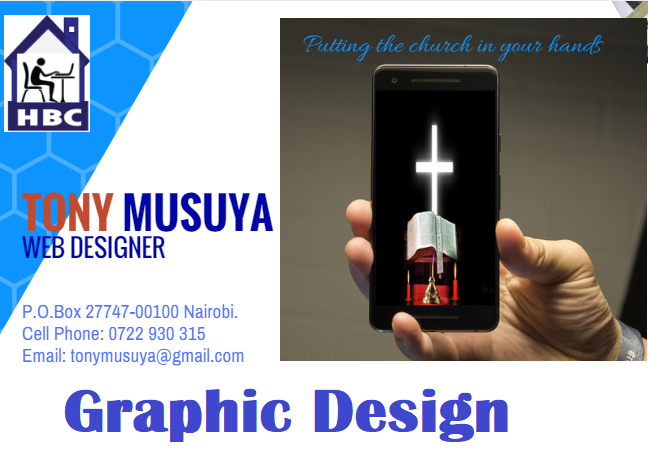 HBC
Putting the church in your hands
TONY MUSUYA
WEB DESIGNER
P.O.Box 27747-00100 Nairobi.
Cell Phone: 0722 930 315
Email: tonymusuya@gmail.com
Graphic Design